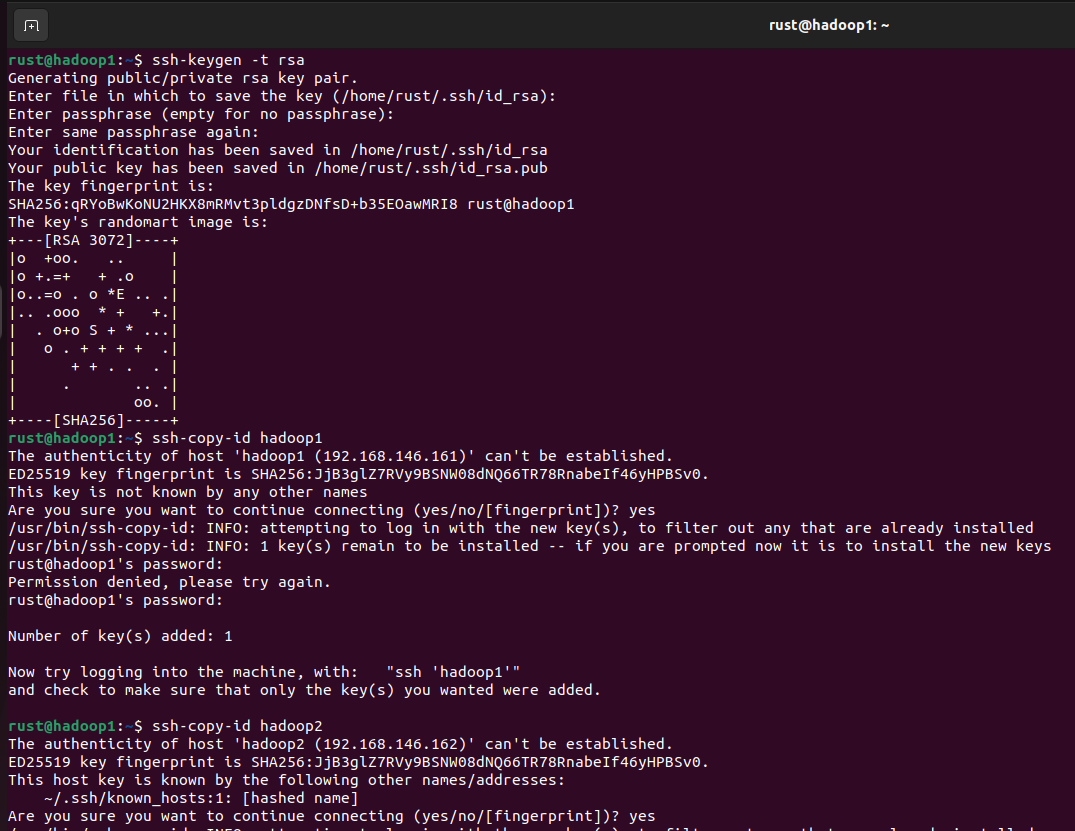 rust@hadoop1: ~
rust@hadoop1:~$ ssh-keygen -t rsa
Generating public/private rsa key pair.
Enter file in which to save the key (/home/rust/.ssh/id_rsa):
Enter passphrase (empty for no passphrase):
Enter same passphrase again:
Your identification has been saved in /home/rust/.ssh/id_rsa
Your public key has been saved in /home/rust/.ssh/id_rsa.pub
The key fingerprint is:
SHA256:qRYoBwKoNU2HKX8mRMvt3pldgzDNfsD+b35EOawMRI8 rust@hadoop1
The key's randomart image is:
+---[RSA 3072]----+
|o  +oo.   ..     |
|o +.=+   + .o    |
|o..=o . o *E .. .|
|.. .ooo  * +   +.|
|  . o+o S + * ...|
|   o . + + + +  .|
|      + + . .  . |
|     .       .. .|
|             oo. |
+----[SHA256]-----+
rust@hadoop1:~$ ssh-copy-id hadoop1
The authenticity of host 'hadoop1 (192.168.146.161)' can't be established.
ED25519 key fingerprint is SHA256:JjB3glZ7RVy9BSNW08dNQ66TR78RnabeIf46yHPBSv0.
This key is not known by any other names
Are you sure you want to continue connecting (yes/no/[fingerprint])? yes
/usr/bin/ssh-copy-id: INFO: attempting to log in with the new key(s), to filter out any that are already installed
/usr/bin/ssh-copy-id: INFO: 1 key(s) remain to be installed -- if you are prompted now it is to install the new keys
rust@hadoop1's password:
Permission denied, please try again.
rust@hadoop1's password:
Number of key(s) added: 1
Now try logging into the machine, with:   "ssh 'hadoop1'"
and check to make sure that only the key(s) you wanted were added.
rust@hadoop1:~$ ssh-copy-id hadoop2
The authenticity of host 'hadoop2 (192.168.146.162)' can't be established.
ED25519 key fingerprint is SHA256:JjB3glZ7RVy9BSNW08dNQ66TR78RnabeIf46yHPBSv0.
This host key is known by the following other names/addresses:
    ~/.ssh/known_hosts:1: [hashed name]
Are you sure you want to continue connecting (yes/no/[fingerprint])? yes